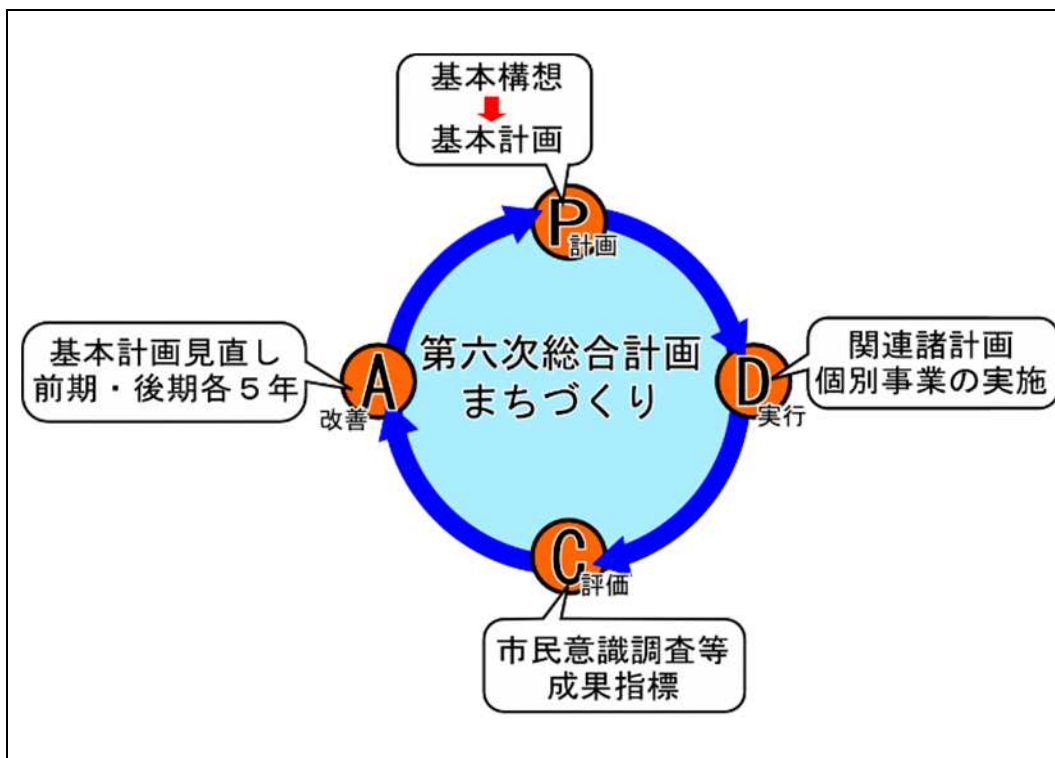 基本構想
基本計画
P
計画
基本計画見直し
前期・後期各5年
A
改善
第六次総合計画
まちづくり
D
実行
関連諸計画
個別事業の実施
C
評価
市民意識調査等
成果指標